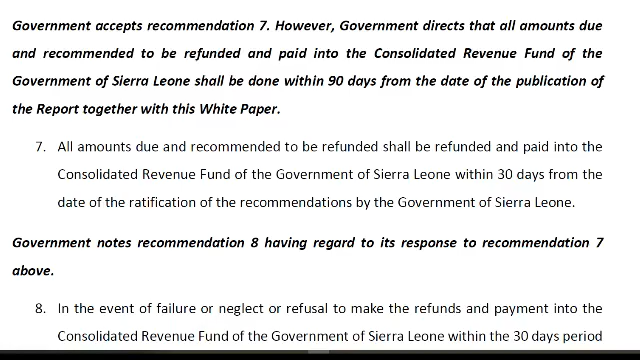 Government accepts recommendation 7. However, Government directs that all amounts due
and recommended to be refunded and paid into the Consolidated Revenue Fund of the
Government of Sierra Leone shall be done within 90 days from the date of the publication of
the Report together with this White Paper.
7. All amounts due and recommended to be refunded shall be refunded and paid into the
Consolidated Revenue Fund of the Government of Sierra Leone within 30 days from the
date of the ratification of the recommendations by the Government of Sierra Leone.
Government notes recommendation 8 having regard to its response to recommendation 7
above.
8. In the event of failure or neglect or refusal to make the refunds and payment into the
Consolidated Revenue Fund of the Government of Sierra Leone within the 30 days period